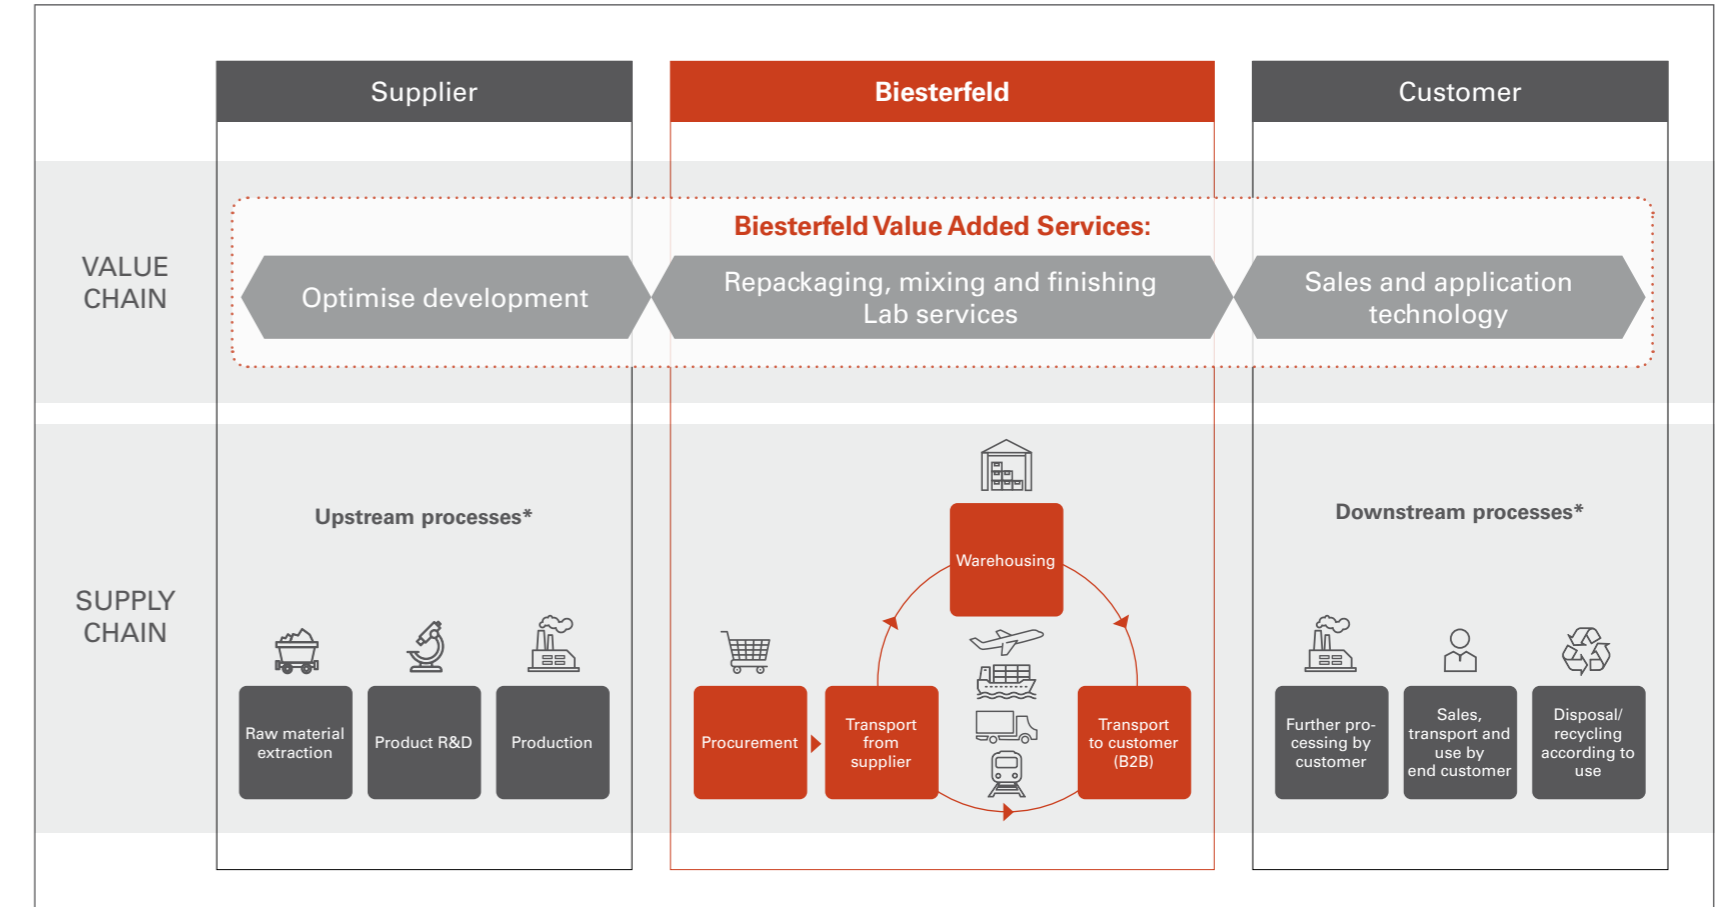 Supplier
Biesterfeld
Customer
VALUE
CHAIN
Biesterfeld Value Added Services:
Optimise development
Repackaging, mixing and finishing
Lab services
Sales and application
technology
SUPPLY
CHAIN
Upstream processes*
Raw material
extraction
Product R&D
Production
Warehousing
Procurement
Transport
from
supplier
Transport
to customer
(B2B)
Downstream processes*
Further pro-
cessing by
customer
Sales,
transport and
use by
end customer
Disposal/
recycling
according to
use